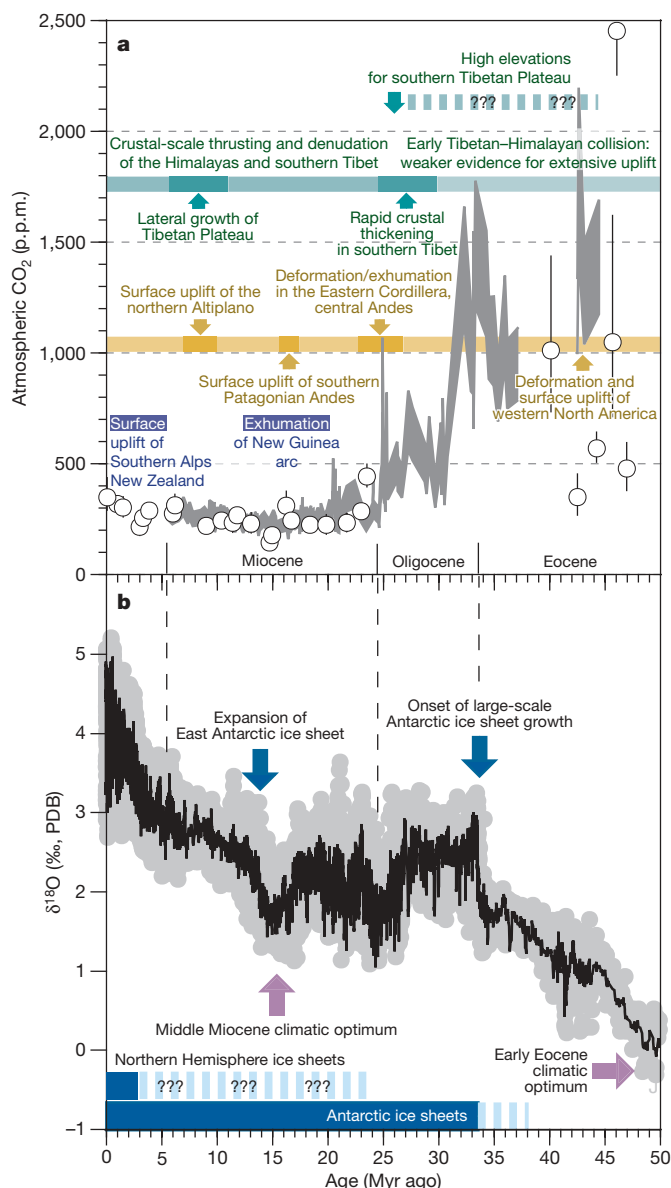 a
2,500
2,000
1,500
1,000
500
0
Atmospheric CO₂ (p.p.m.)
High elevations
for southern Tibetan Plateau
???
???
Crustal-scale thrusting and denudation
of the Himalayas and southern Tibet
Early Tibetan–Himalayan collision:
weaker evidence for extensive uplift
Lateral growth of
Tibetan Plateau
Rapid crustal
thickening
in southern Tibet
Surface uplift of the
northern Altiplano
Deformation/exhumation
in the Eastern Cordillera,
central Andes
Surface uplift of southern
Patagonian Andes
Deformation and
surface uplift of
western North America
Surface
uplift of
Southern Alps
New Zealand
Exhumation
of New Guinea
arc
Miocene
Oligocene
Eocene
b
5
4
3
2
1
0
–1
δ¹⁸O (‰, PDB)
Expansion of
East Antarctic ice sheet
Onset of large-scale
Antarctic ice sheet growth
Middle Miocene climatic optimum
Early Eocene
climatic
optimum
Northern Hemisphere ice sheets
???
???
???
Antarctic ice sheets
0
5
10
15
20
25
30
35
40
45
50
Age (Myr ago)